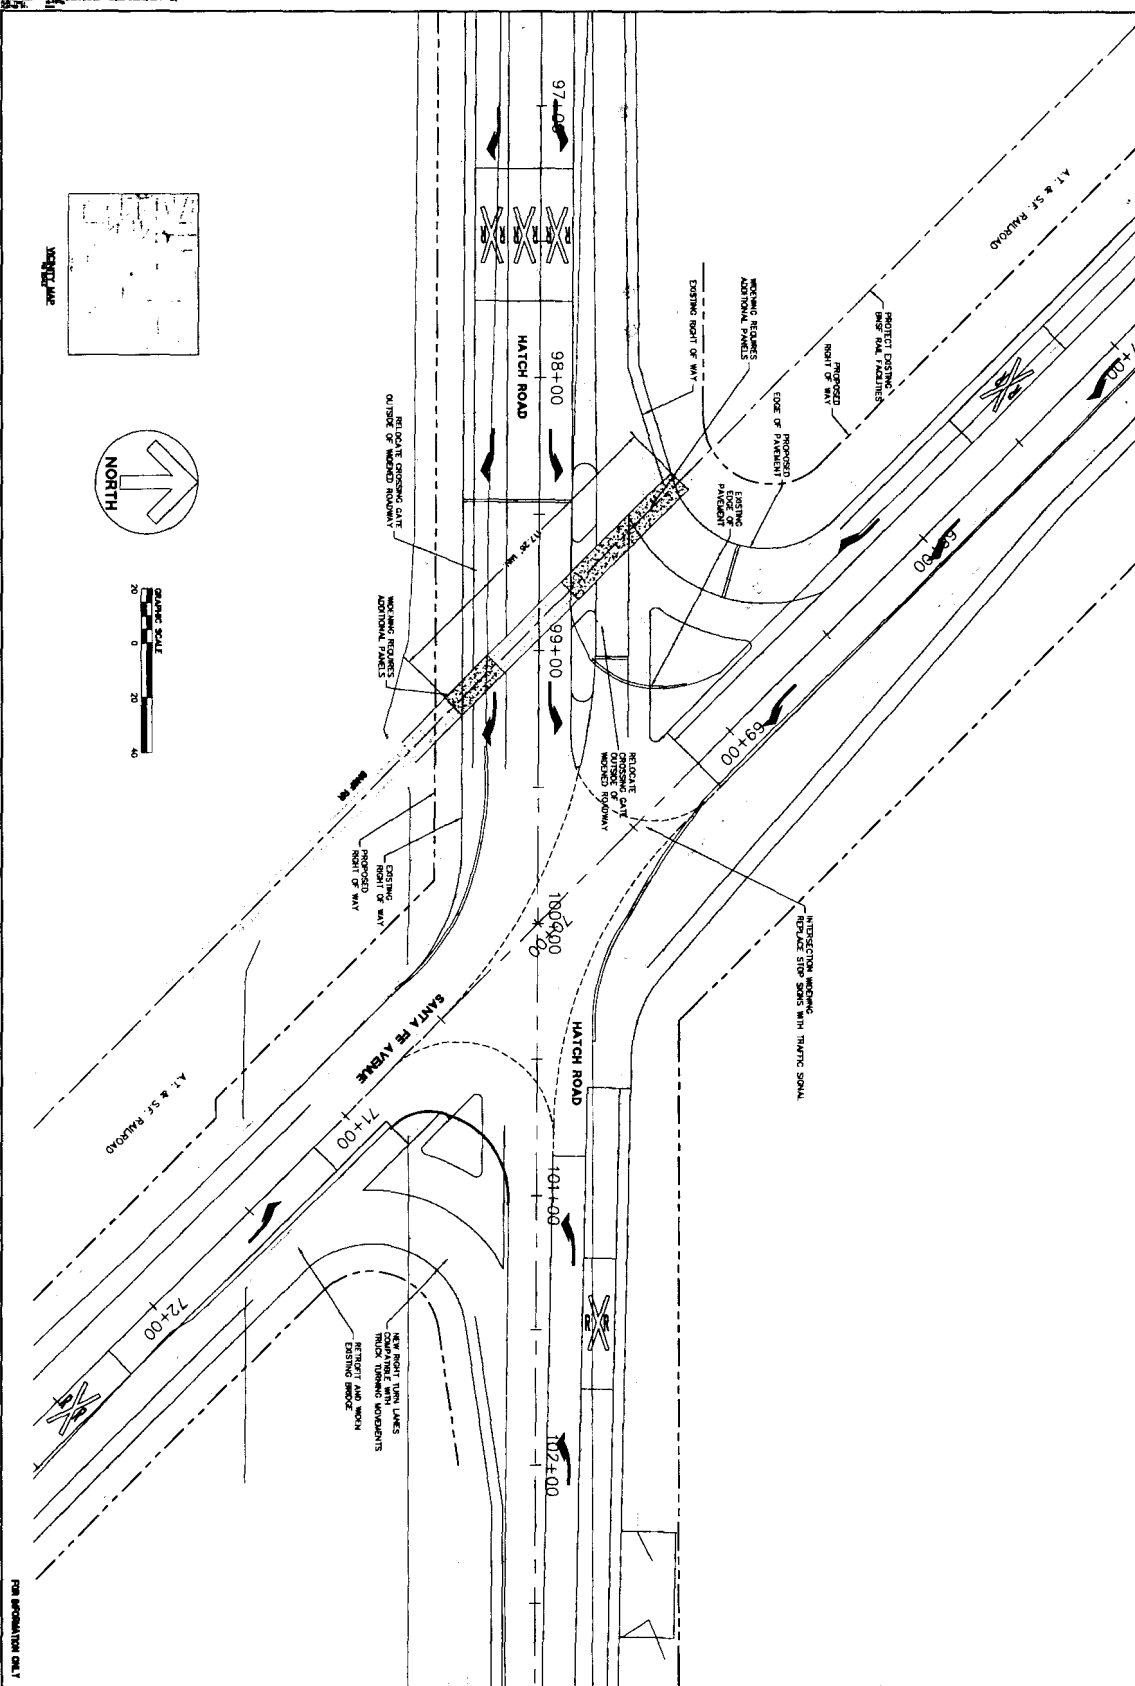 97+00
A.T. & S.F. RAILROAD
WIDENING REQUIRES
ADDITIONAL PANELS
EXISTING RIGHT OF WAY
PROTECT EXISTING
BNSF RAIL FACILITIES
PROPOSED
RIGHT OF WAY
PROPOSED
EDGE OF PAVEMENT
EXISTING
EDGE OF
PAVEMENT
HATCH ROAD
98+00
RELOCATE CROSSING GATE
OUTSIDE OF WIDENED ROADWAY
VICINITY MAP
NORTH
GRAPHIC SCALE
20
0
20
40
68+00
WIDENING REQUIRES
ADDITIONAL PANELS
99+00
69+00
RELOCATE
CROSSING GATE
OUTSIDE OF
WIDENED ROADWAY
BNSF RR
EXISTING
RIGHT OF WAY
PROPOSED
RIGHT OF WAY
100+00
70+00
INTERSECTION WIDENING
REPLACE STOP SIGNS WITH TRAFFIC SIGNAL
SANTA FE AVENUE
HATCH ROAD
A.T. & S.F. RAILROAD
71+00
101+00
72+00
NEW RIGHT TURN LANES
COMPATIBLE WITH
TRUCK TURNING MOVEMENTS
RETROFIT AND WIDEN
EXISTING BRIDGE
102+00
FOR INFORMATION ONLY